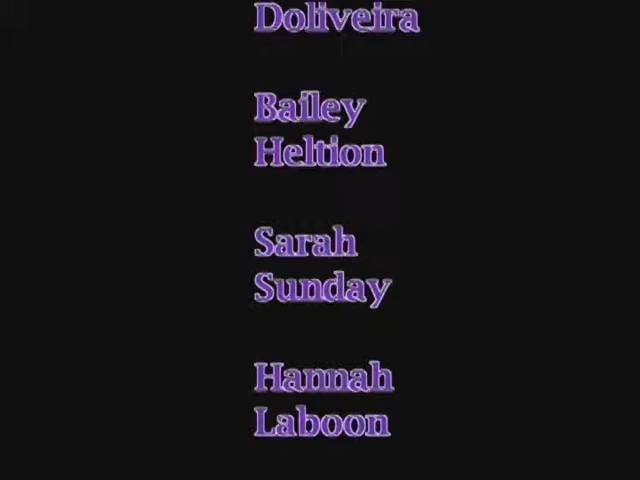 Doliveira
Bailey
Heltion
Sarah
Sunday
Hannah
Laboon